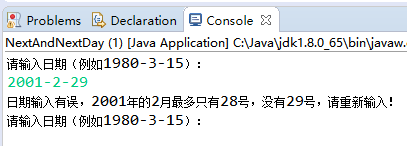 Problems Declaration Console
NextAndNextDay (1) [Java Application] C:\Java\jdk1.8.0_65\bin\javaw.
请输入日期（例如1980-3-15）：
2001-2-29
日期输入有误，2001年的2月最多只有28号，没有29号，请重新输入！
请输入日期（例如1980-3-15）：